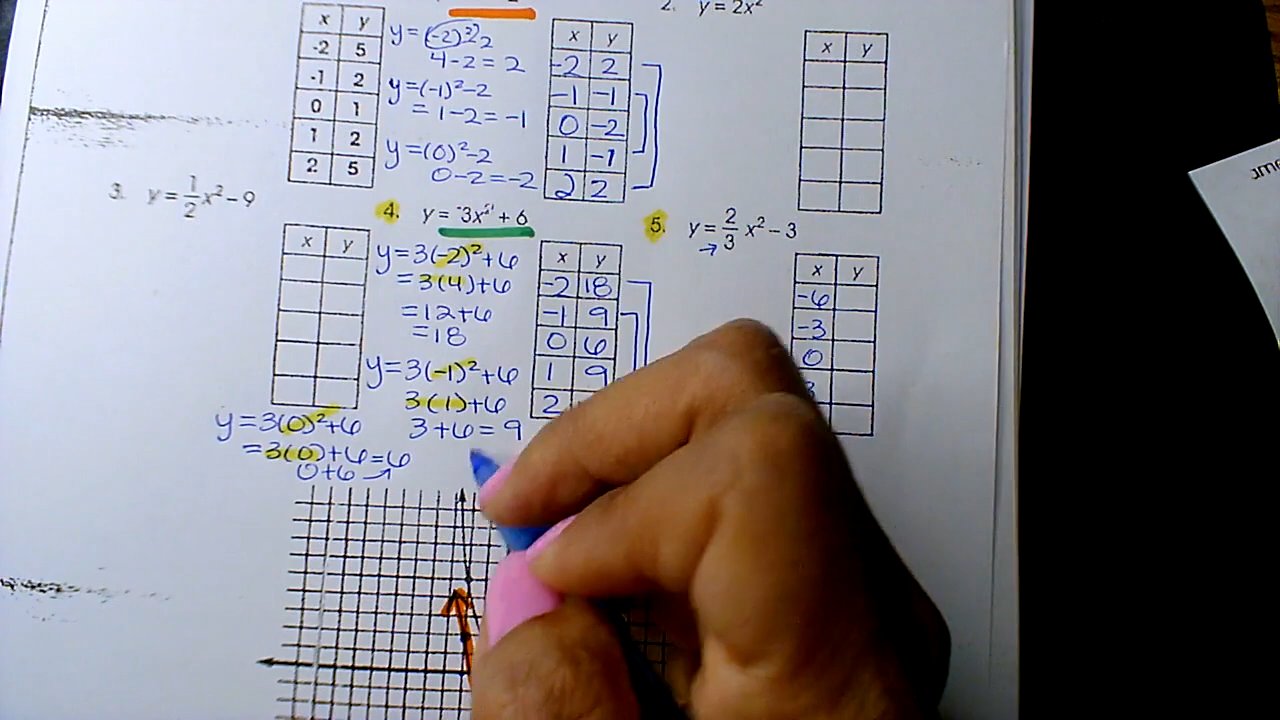 2. y = 2x²
x y
-2 5
-1 2
0 1
1 2
2 5
y = (-2)²-2
4-2 = 2
y = (-1)²-2
= 1-2 = -1
y = (0)²-2
0-2 = -2
x y
-2 2
-1 -1
0 -2
1 -1
2 2
x y
3. y = 1/2 x² - 9
x y
4. y = 3x² + 6
y = 3(-2)²+6
= 3(4)+6
= 12+6
= 18
y = 3(-1)²+6
3(1)+6
3+6 = 9
y = 3(0)²+6
= 3(0)+6 = 6
0+6 →
x y
-2 18
-1 9
0 6
1 9
2
5. y = 2/3 x² - 3
→
x y
-6
-3
0
3